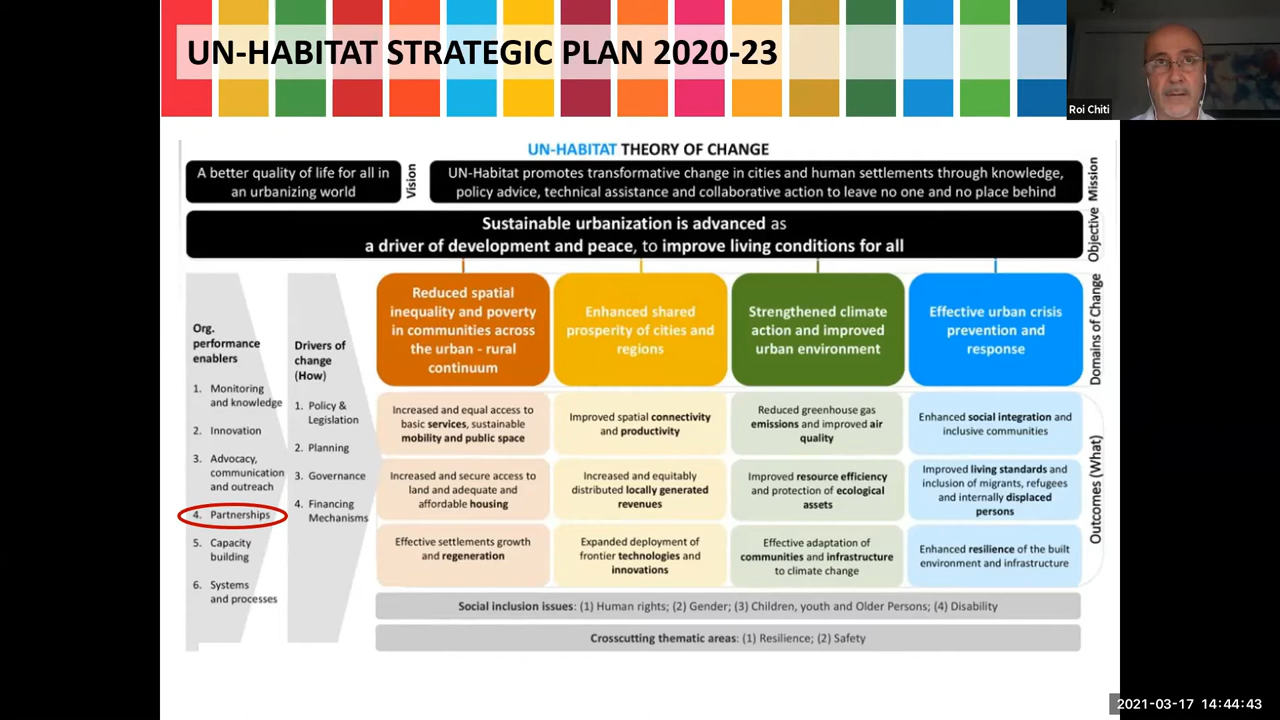 UN-HABITAT STRATEGIC PLAN 2020-23
Roi Chiti
UN-HABITAT THEORY OF CHANGE
A better quality of life for all in
an urbanizing world
Vision
UN-Habitat promotes transformative change in cities and human settlements through knowledge,
policy advice, technical assistance and collaborative action to leave no one and no place behind
Mission
Sustainable urbanization is advanced as
a driver of development and peace, to improve living conditions for all
Objective
Org.
performance
enablers
1. Monitoring
and knowledge
2. Innovation
3. Advocacy,
communication
and outreach
4. Partnerships
5. Capacity
building
6. Systems
and processes
Drivers of
change
(How)
1. Policy &
Legislation
2. Planning
3. Governance
4. Financing
Mechanisms
Reduced spatial
inequality and poverty
in communities across
the urban - rural
continuum
Enhanced shared
prosperity of cities and
regions
Strengthened climate
action and improved
urban environment
Effective urban crisis
prevention and
response
Domains of Change
Increased and equal access to
basic services, sustainable
mobility and public space
Improved spatial connectivity
and productivity
Reduced greenhouse gas
emissions and improved air
quality
Enhanced social integration and
inclusive communities
Increased and secure access to
land and adequate and
affordable housing
Increased and equitably
distributed locally generated
revenues
Improved resource efficiency
and protection of ecological
assets
Improved living standards and
inclusion of migrants, refugees
and internally displaced
persons
Effective settlements growth
and regeneration
Expanded deployment of
frontier technologies and
innovations
Effective adaptation of
communities and infrastructure
to climate change
Enhanced resilience of the built
environment and infrastructure
Outcomes (What)
Social inclusion issues: (1) Human rights; (2) Gender; (3) Children, youth and Older Persons; (4) Disability
Crosscutting thematic areas: (1) Resilience; (2) Safety
2021-03-17 14:44:43